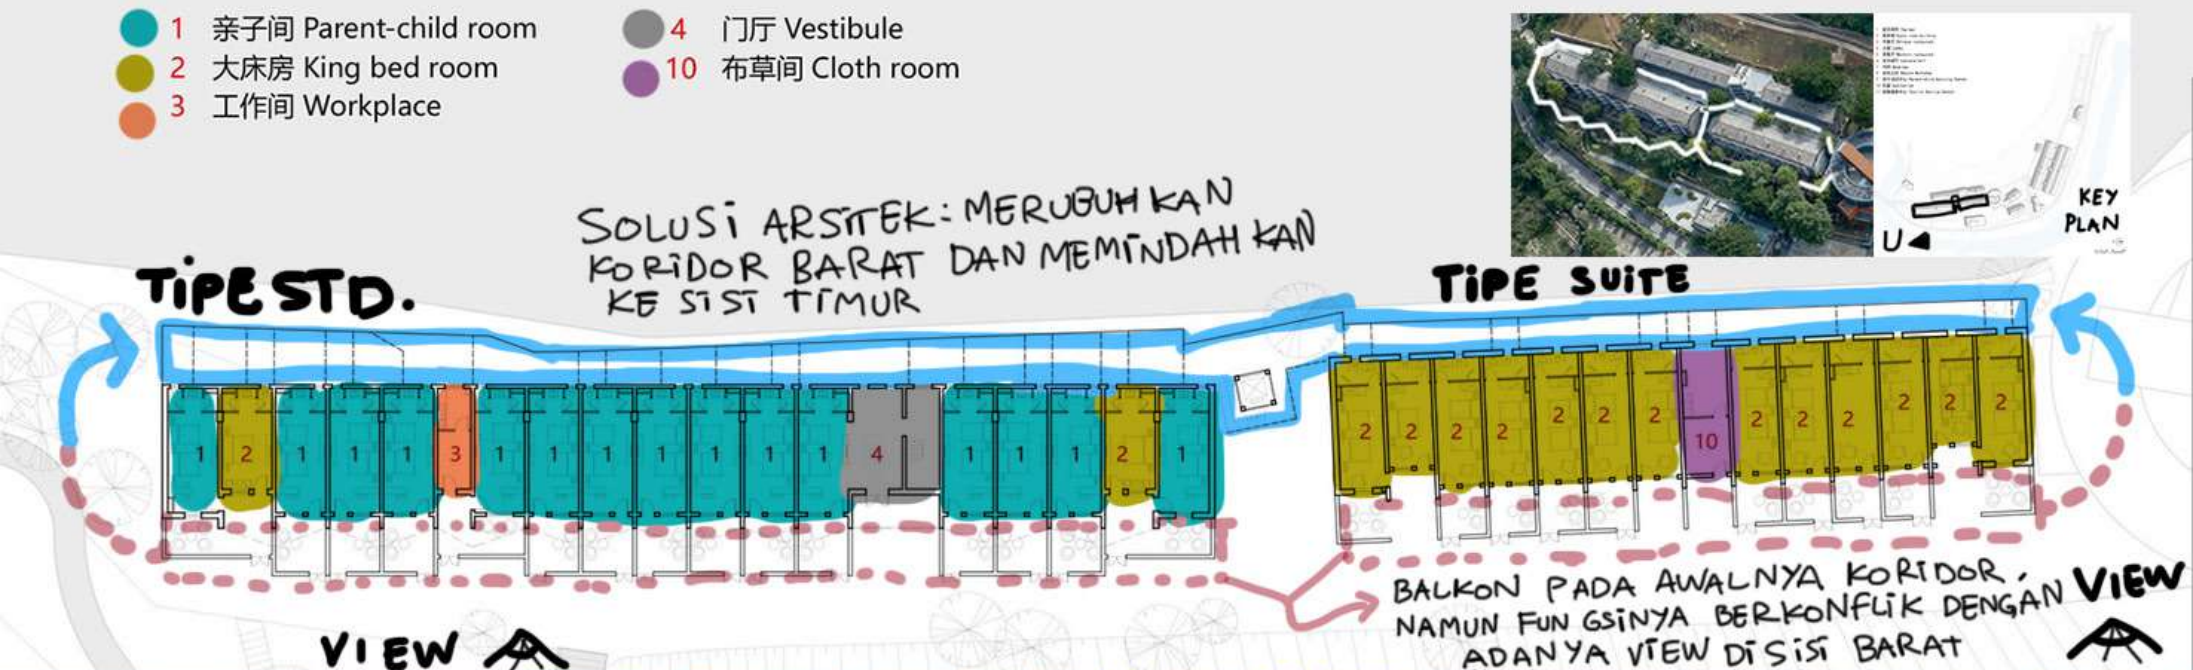 1 亲子间 Parent-child room
2 大床房 King bed room
3 工作间 Workplace
4 门厅 Vestibule
10 布草间 Cloth room
KEY
PLAN
U
SOLUSI ARSITEK: MERUBUHKAN
KORIDOR BARAT DAN MEMINDAHKAN
KE SISI TIMUR
TIPE STD.
TIPE SUITE
1 2 1 1 1 3 1 1 1 1 1 1 1 4 1 1 1 2 1
2 2 2 2 2 2 2 10 2 2 2 2 2 2
VIEW
BALKON PADA AWALNYA KORIDOR,
NAMUN FUNGSINYA BERKONFLIK DENGAN
ADANYA VIEW DI SISI BARAT
VIEW